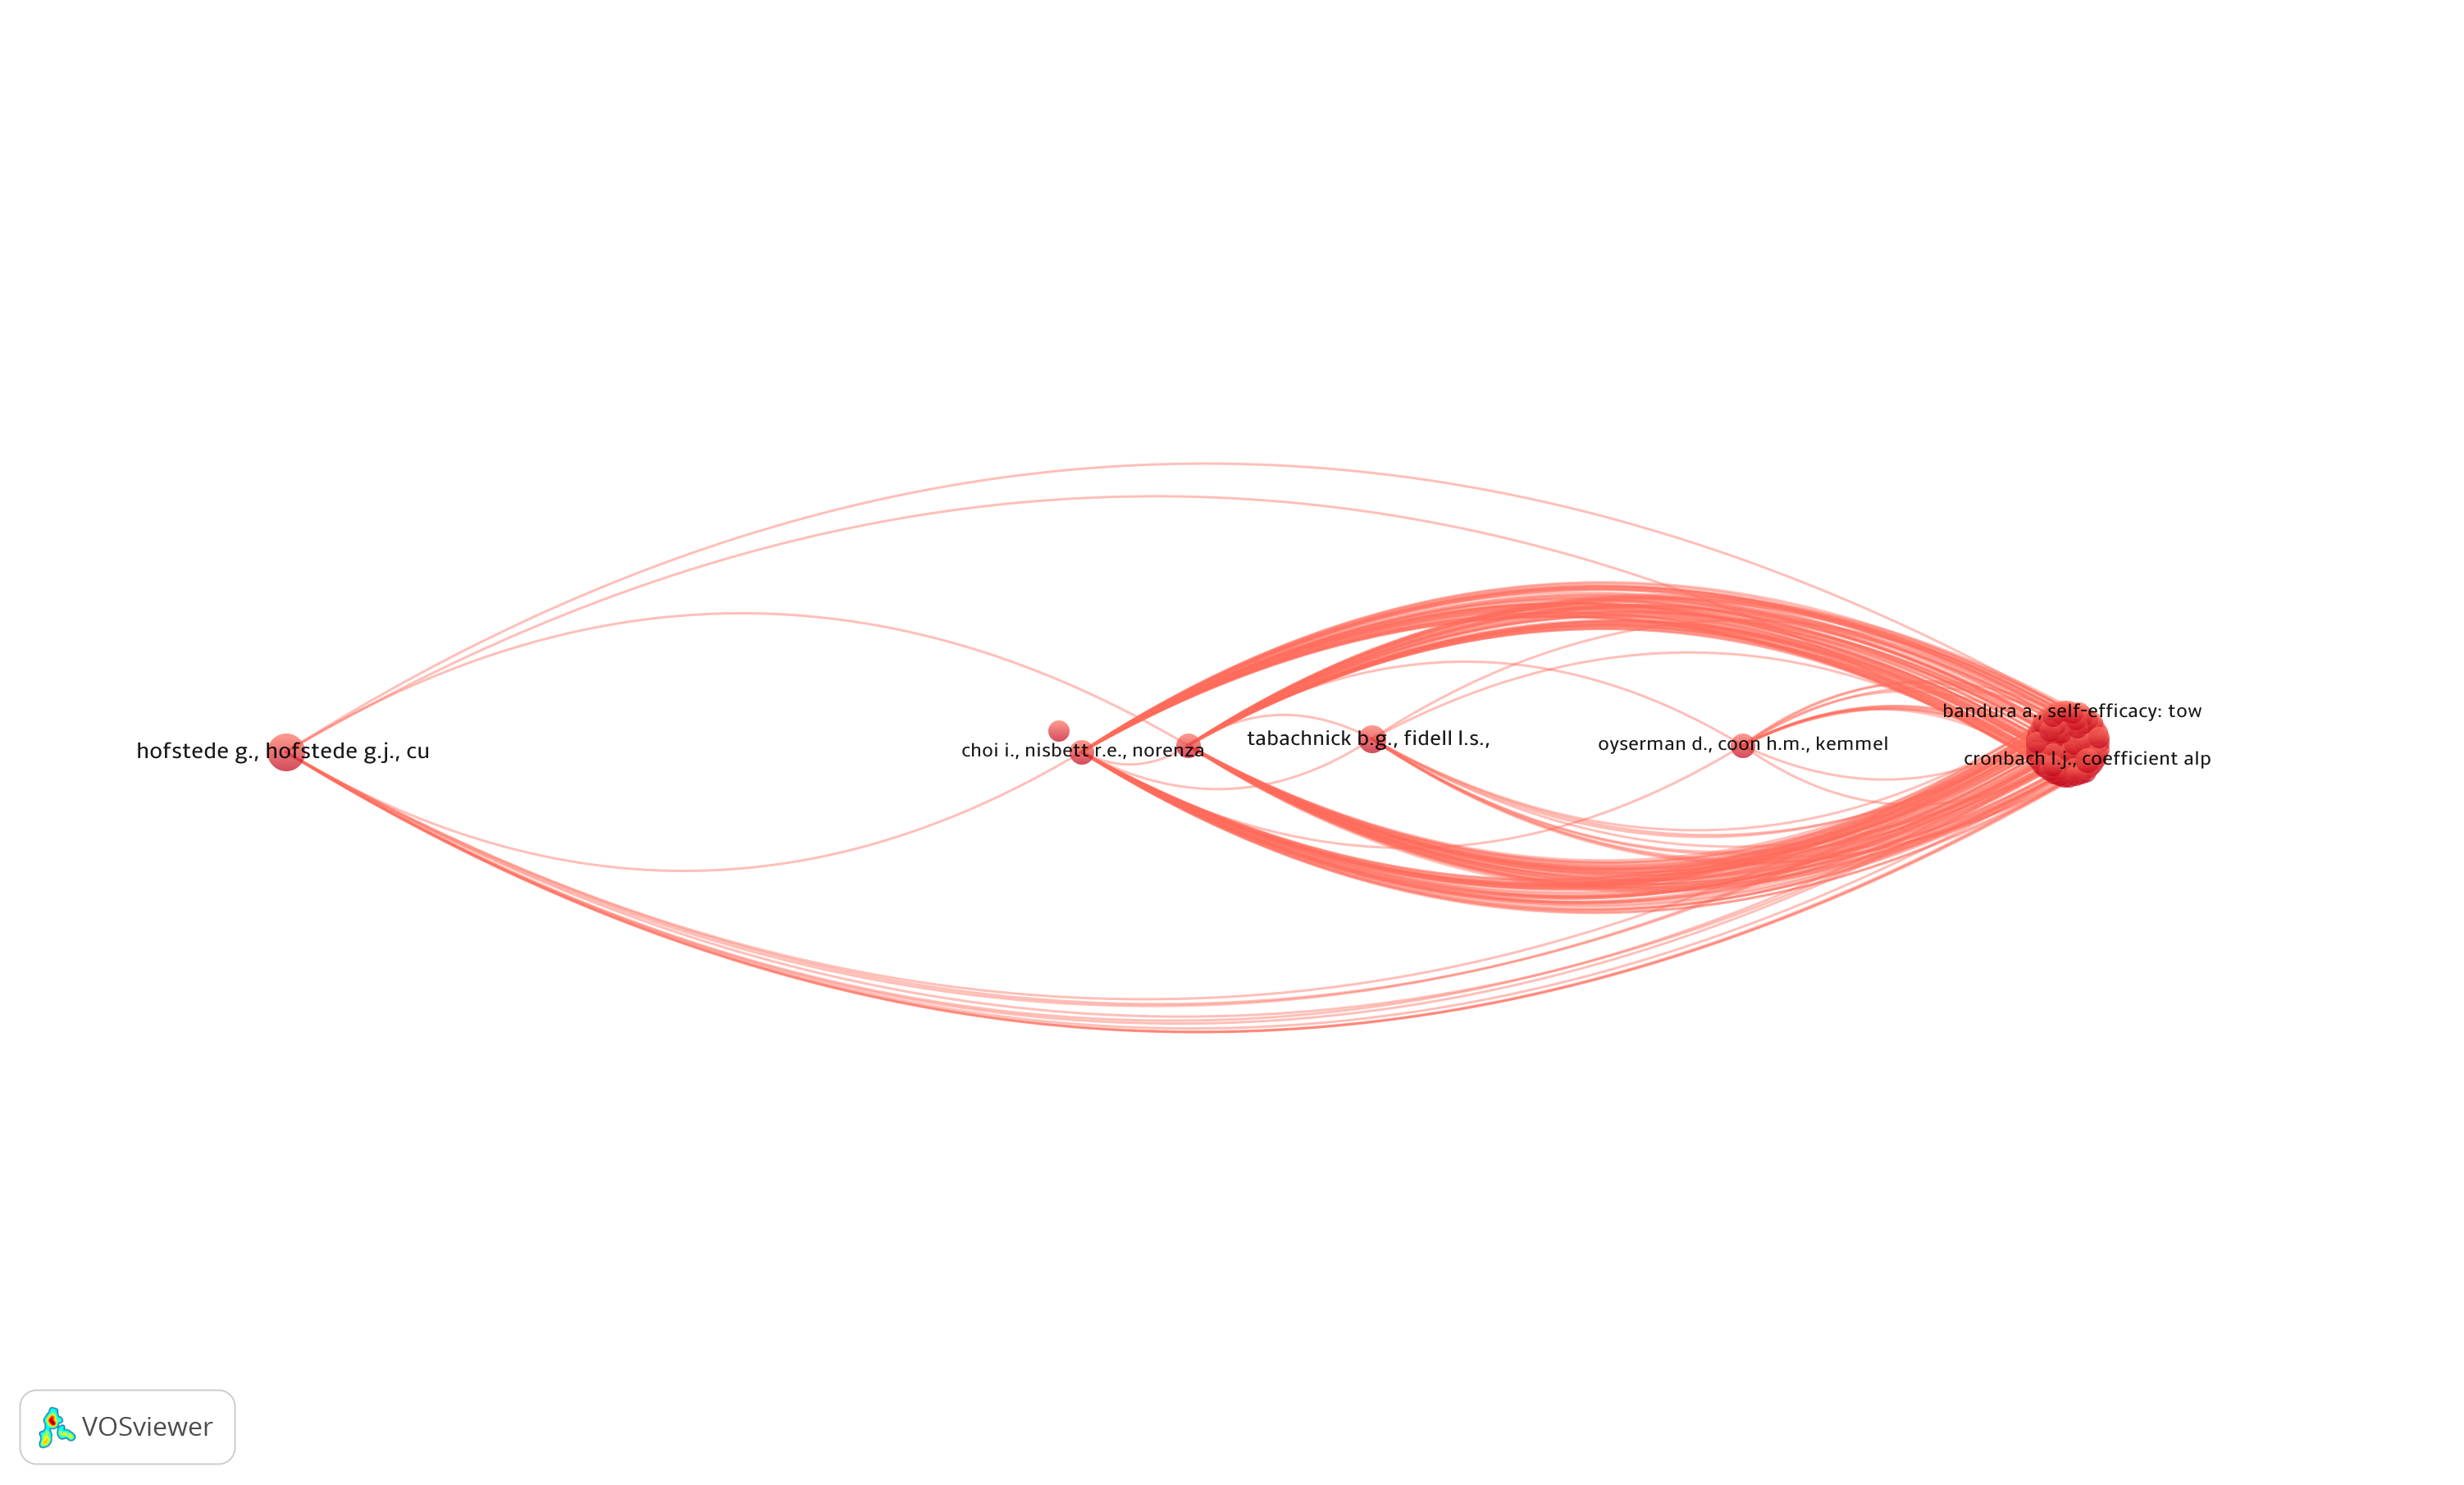 bandura a., self-efficacy: tow
tabachnick b.g., fidell l.s.,
oyserman d., coon h.m., kemmel
hofstede g., hofstede g.j., cu
choi i., nisbett r.e., norenza
cronbach l.j., coefficient alp
VOSviewer